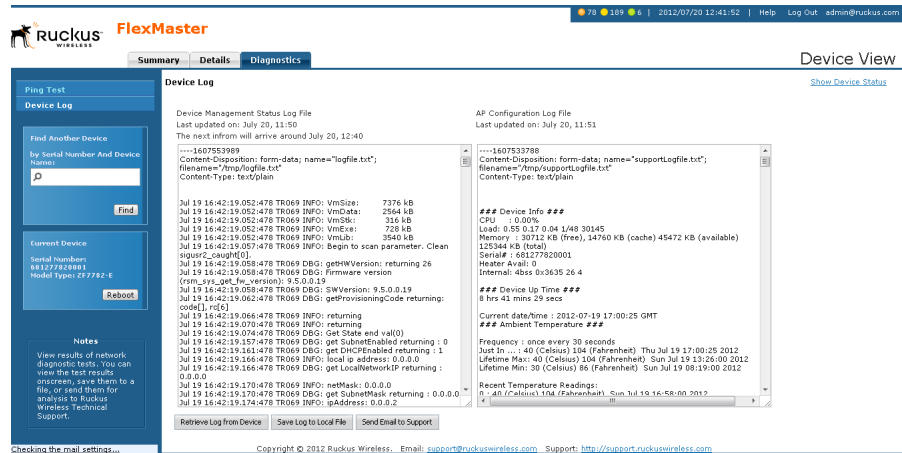 78 189 6 | 2012/07/20 12:41:52 | Help Log Out admin@ruckus.com
Ruckus WIRELESS FlexMaster
Summary Details Diagnostics
Device View
Ping Test
Device Log
Find Another Device
by Serial Number And Device
Name:
Find
Current Device
Serial Number:
681277820001
Model Type: ZF7782-E
Reboot
Notes
View results of network
diagnostic tests. You can
view the test results
onscreen, save them to a
file, or send them for
analysis to Ruckus
Wireless Technical
Support.
Device Log
Show Device Status
Device Management Status Log File
Last updated on: July 20, 11:50
The next infrom will arrive around July 20, 12:40
----1607553989
Content-Disposition: form-data; name="logfile.txt";
filename="/tmp/logfile.txt"
Content-Type: text/plain
Jul 19 16:42:19.052:478 TR069 INFO: VmSize: 7376 kB
Jul 19 16:42:19.052:478 TR069 INFO: VmData: 2564 kB
Jul 19 16:42:19.052:478 TR069 INFO: VmStk: 316 kB
Jul 19 16:42:19.052:478 TR069 INFO: VmExe: 728 kB
Jul 19 16:42:19.052:478 TR069 INFO: VmLib: 3540 kB
Jul 19 16:42:19.057:478 TR069 INFO: Begin to scan parameter. Clean
sigusr2_caught[0].
Jul 19 16:42:19.058:478 TR069 DBG: getHWVersion: returning 26
Jul 19 16:42:19.058:478 TR069 DBG: Firmware version
(rsm_sys_get_fw_version): 9.5.0.0.19
Jul 19 16:42:19.058:478 TR069 DBG: SWVersion: 9.5.0.0.19
Jul 19 16:42:19.062:478 TR069 DBG: getProvisioningCode returning:
code[], rc[6]
Jul 19 16:42:19.066:478 TR069 INFO: returning
Jul 19 16:42:19.070:478 TR069 INFO: returning
Jul 19 16:42:19.074:478 TR069 DBG: Get State end val(0)
Jul 19 16:42:19.157:478 TR069 DBG: get SubnetEnabled returning : 0
Jul 19 16:42:19.161:478 TR069 DBG: get DHCPEnabled returning : 1
Jul 19 16:42:19.166:478 TR069 INFO: local ip address: 0.0.0.0
Jul 19 16:42:19.166:478 TR069 DBG: get LocalNetworkIP returning :
0.0.0.0
Jul 19 16:42:19.170:478 TR069 INFO: netMask: 0.0.0.0
Jul 19 16:42:19.170:478 TR069 DBG: get SubnetMask returning : 0.0.0.0
Jul 19 16:42:19.174:478 TR069 INFO: ipAddress: 0.0.0.2
AP Configuration Log File
Last updated on: July 20, 11:51
----1607533788
Content-Disposition: form-data; name="supportLogfile.txt";
filename="/tmp/supportLogfile.txt"
Content-Type: text/plain
### Device Info ###
CPU : 0.00%
Load: 0.55 0.17 0.04 1/48 30145
Memory : 30712 KB (free), 14760 KB (cache) 45472 KB (available)
125344 KB (total)
Serial# : 681277820001
Heater Avail: 0
Internal: 4bss 0x3635 26 4
### Device Up Time ###
8 hrs 41 mins 29 secs
Current date/time : 2012-07-19 17:00:25 GMT
### Ambient Temperature ###
Frequency : once every 30 seconds
Just In ... : 40 (Celsius) 104 (Fahrenheit) Thu Jul 19 17:00:25 2012
Lifetime Max: 40 (Celsius) 104 (Fahrenheit) Sun Jul 19 13:26:00 2012
Lifetime Min: 30 (Celsius) 86 (Fahrenheit) Sun Jul 19 08:19:00 2012
Recent Temperature Readings:
0 : 40 (Celsius) 104 (Fahrenheit) Sun Jul 19 16:58:00 2012
Retrieve Log from Device Save Log to Local File Send Email to Support
Checking the mail settings...
Copyright © 2012 Ruckus Wireless. Email: support@ruckuswireless.com Support: http://support.ruckuswireless.com